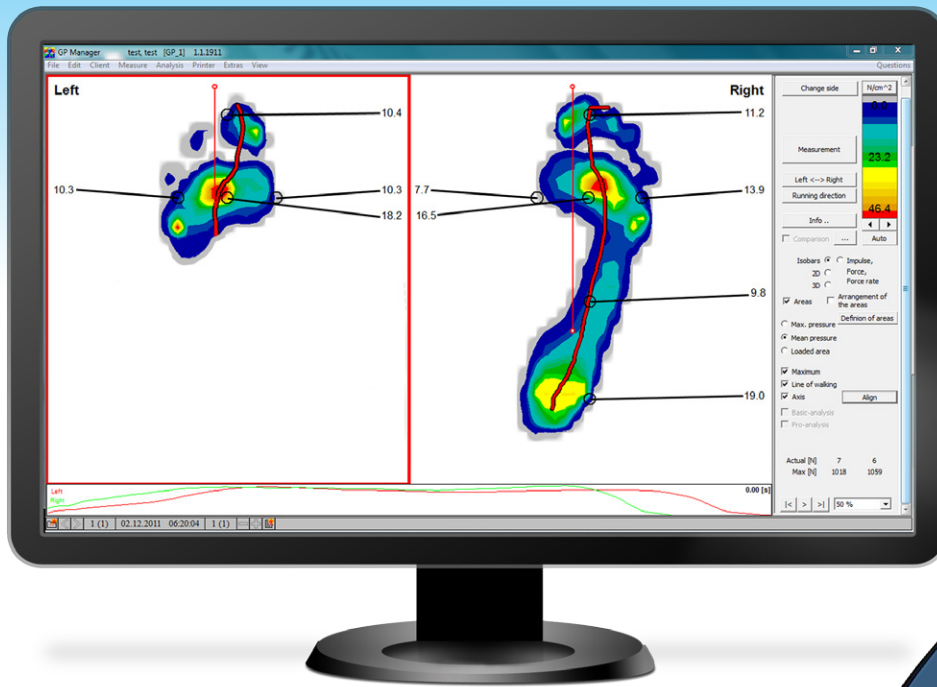 GP Manager test, test [GP_1] 1.1.1911
File Edit Client Measure Analysis Printer Extras View Questions
Left
Right
10.4
10.3
10.3
18.2
11.2
7.7
13.9
16.5
9.8
19.0
Change side
N/cm^2
0.0
23.2
46.4
Measurement
Left <--> Right
Running direction
Info ..
Comparison ... Auto
Isobars Impulse,
2D Force,
3D Force rate
Areas Arrangement of
the areas
Definion of areas
Max. pressure
Mean pressure
Loaded area
Maximum
Line of walking
Axis Align
Basic-analysis
Pro-analysis
Actual [N] 7 6
Max [N] 1018 1059
|< > >| 50 %
Left
Right
0.00 [s]
1 (1) 02.12.2011 06:20:04 1 (1)